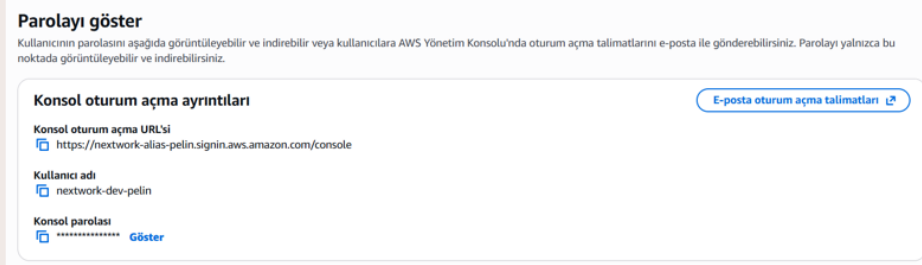 Parolayı göster
Kullanıcının parolasını aşağıda görüntüleyebilir ve indirebilir veya kullanıcılara AWS Yönetim Konsolu'nda oturum açma talimatlarını e-posta ile gönderebilirsiniz. Parolayı yalnızca bu
noktada görüntüleyebilir ve indirebilirsiniz.
Konsol oturum açma ayrıntıları
E-posta oturum açma talimatları
Konsol oturum açma URL'si
https://nextwork-alias-pelin.signin.aws.amazon.com/console
Kullanıcı adı
nextwork-dev-pelin
Konsol parolası
*************** Göster